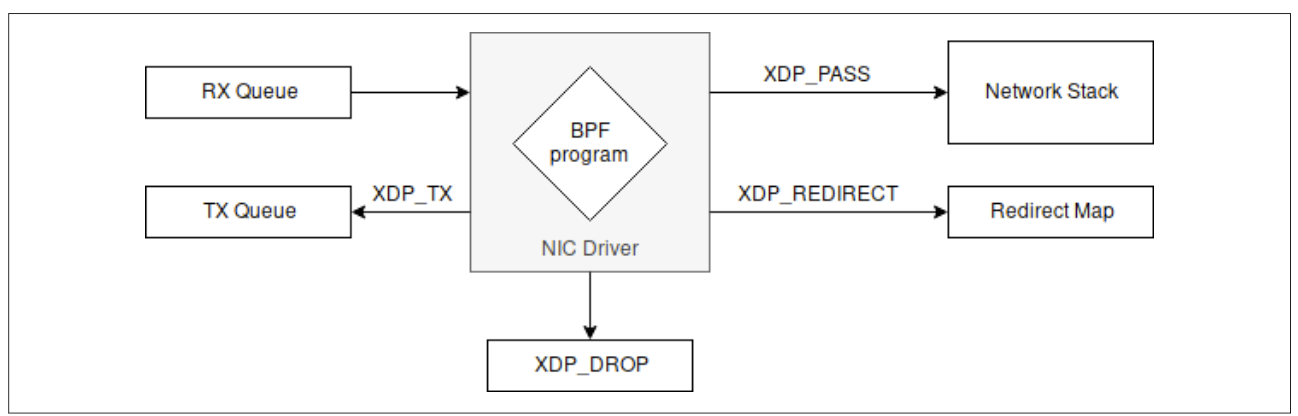 RX Queue
BPF
program
XDP_PASS
Network Stack
TX Queue
XDP_TX
XDP_REDIRECT
Redirect Map
NIC Driver
XDP_DROP